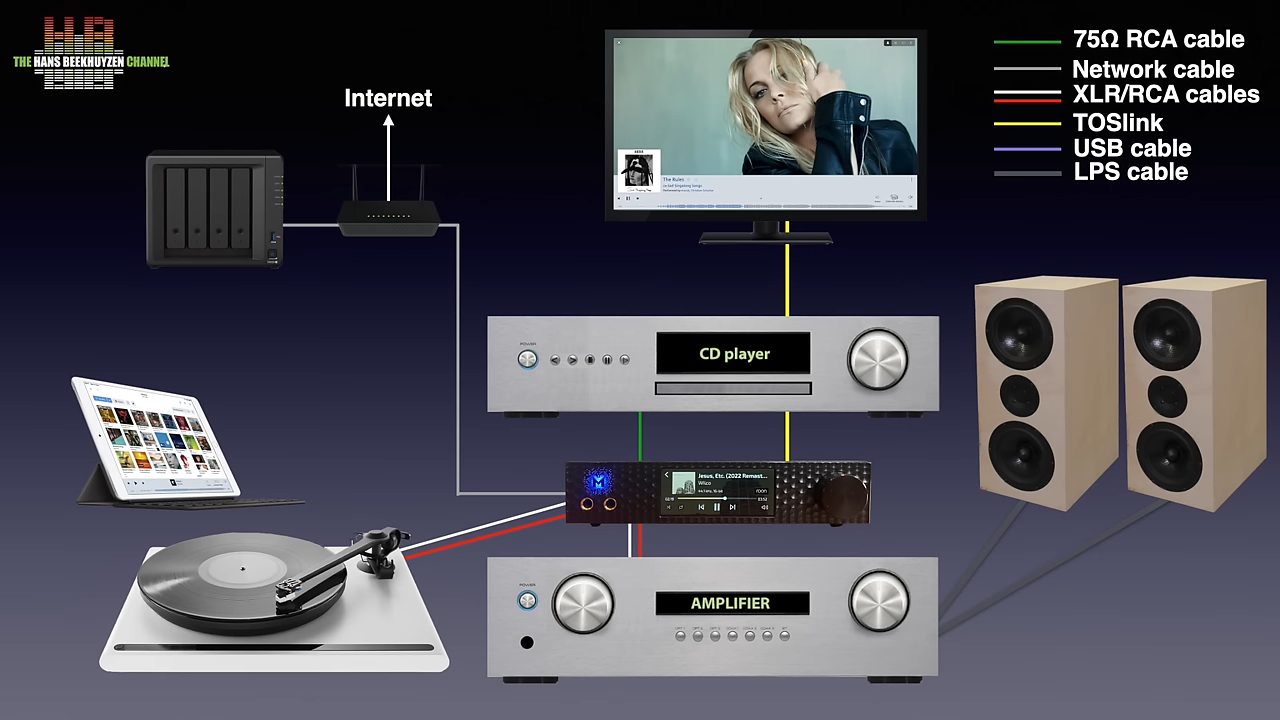 THE HANS BEEKHUYZEN CHANNEL
Internet
75Ω RCA cable
Network cable
XLR/RCA cables
TOSlink
USB cable
LPS cable
The Rules
POWER
CD player
Jesus, Etc. (2022 Remast...
Wilco
roon
POWER
AMPLIFIER